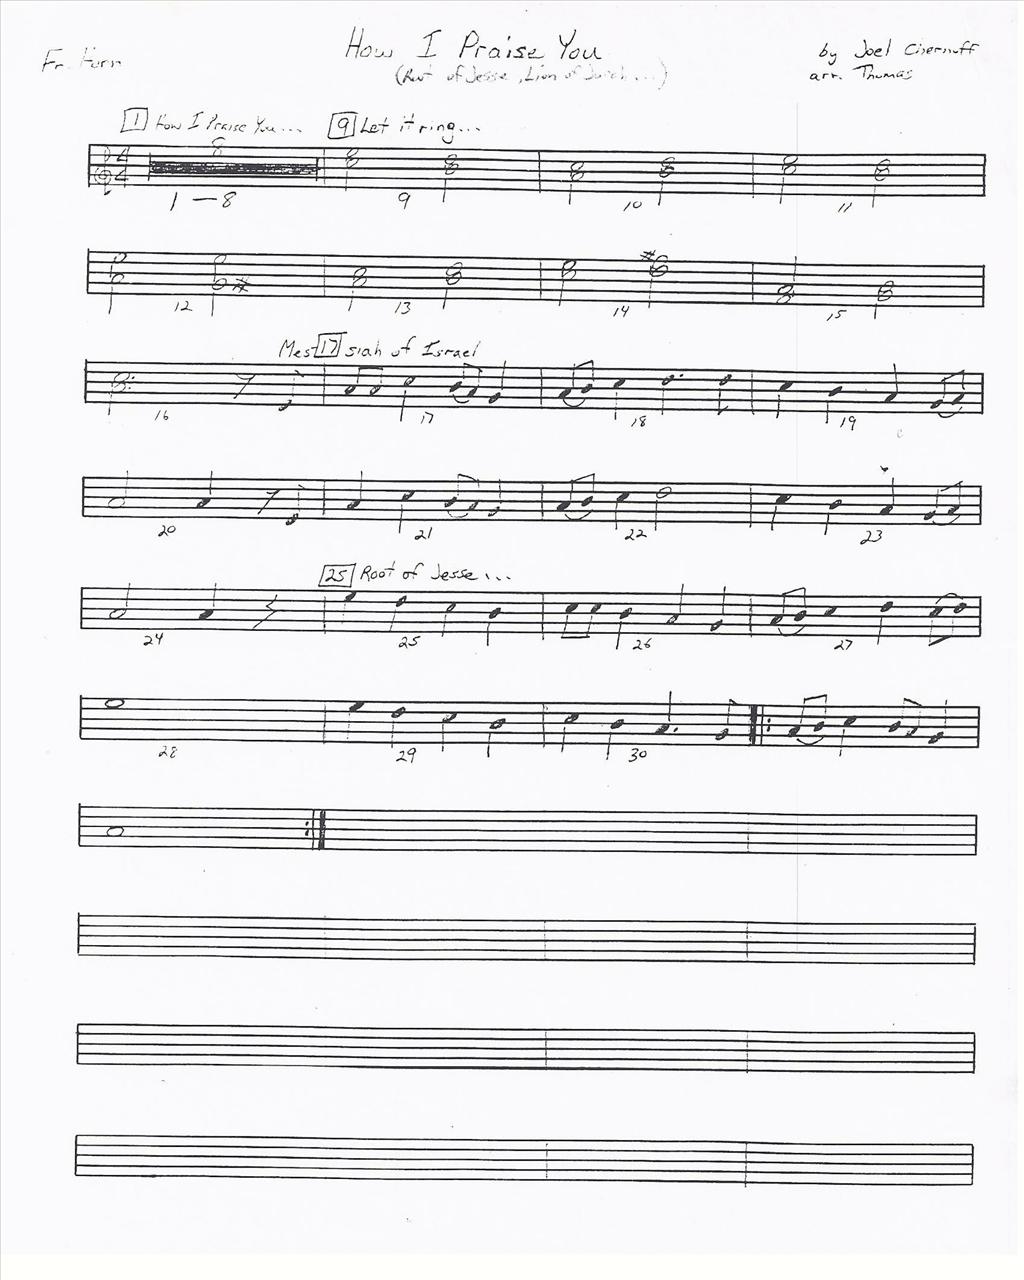 Fr. Horn
How I Praise You
(Root of Jesse, Lion of Judah...)
by Joel Chernoff
arr. Thomas
1 How I Praise You... 9 Let it ring...
4
4
8
1-8 9 10 11
12 13 14 15
Mes 17 siah of Israel
16 17 18 19
20 21 22 23
25 Root of Jesse...
24 25 26 27
28 29 30